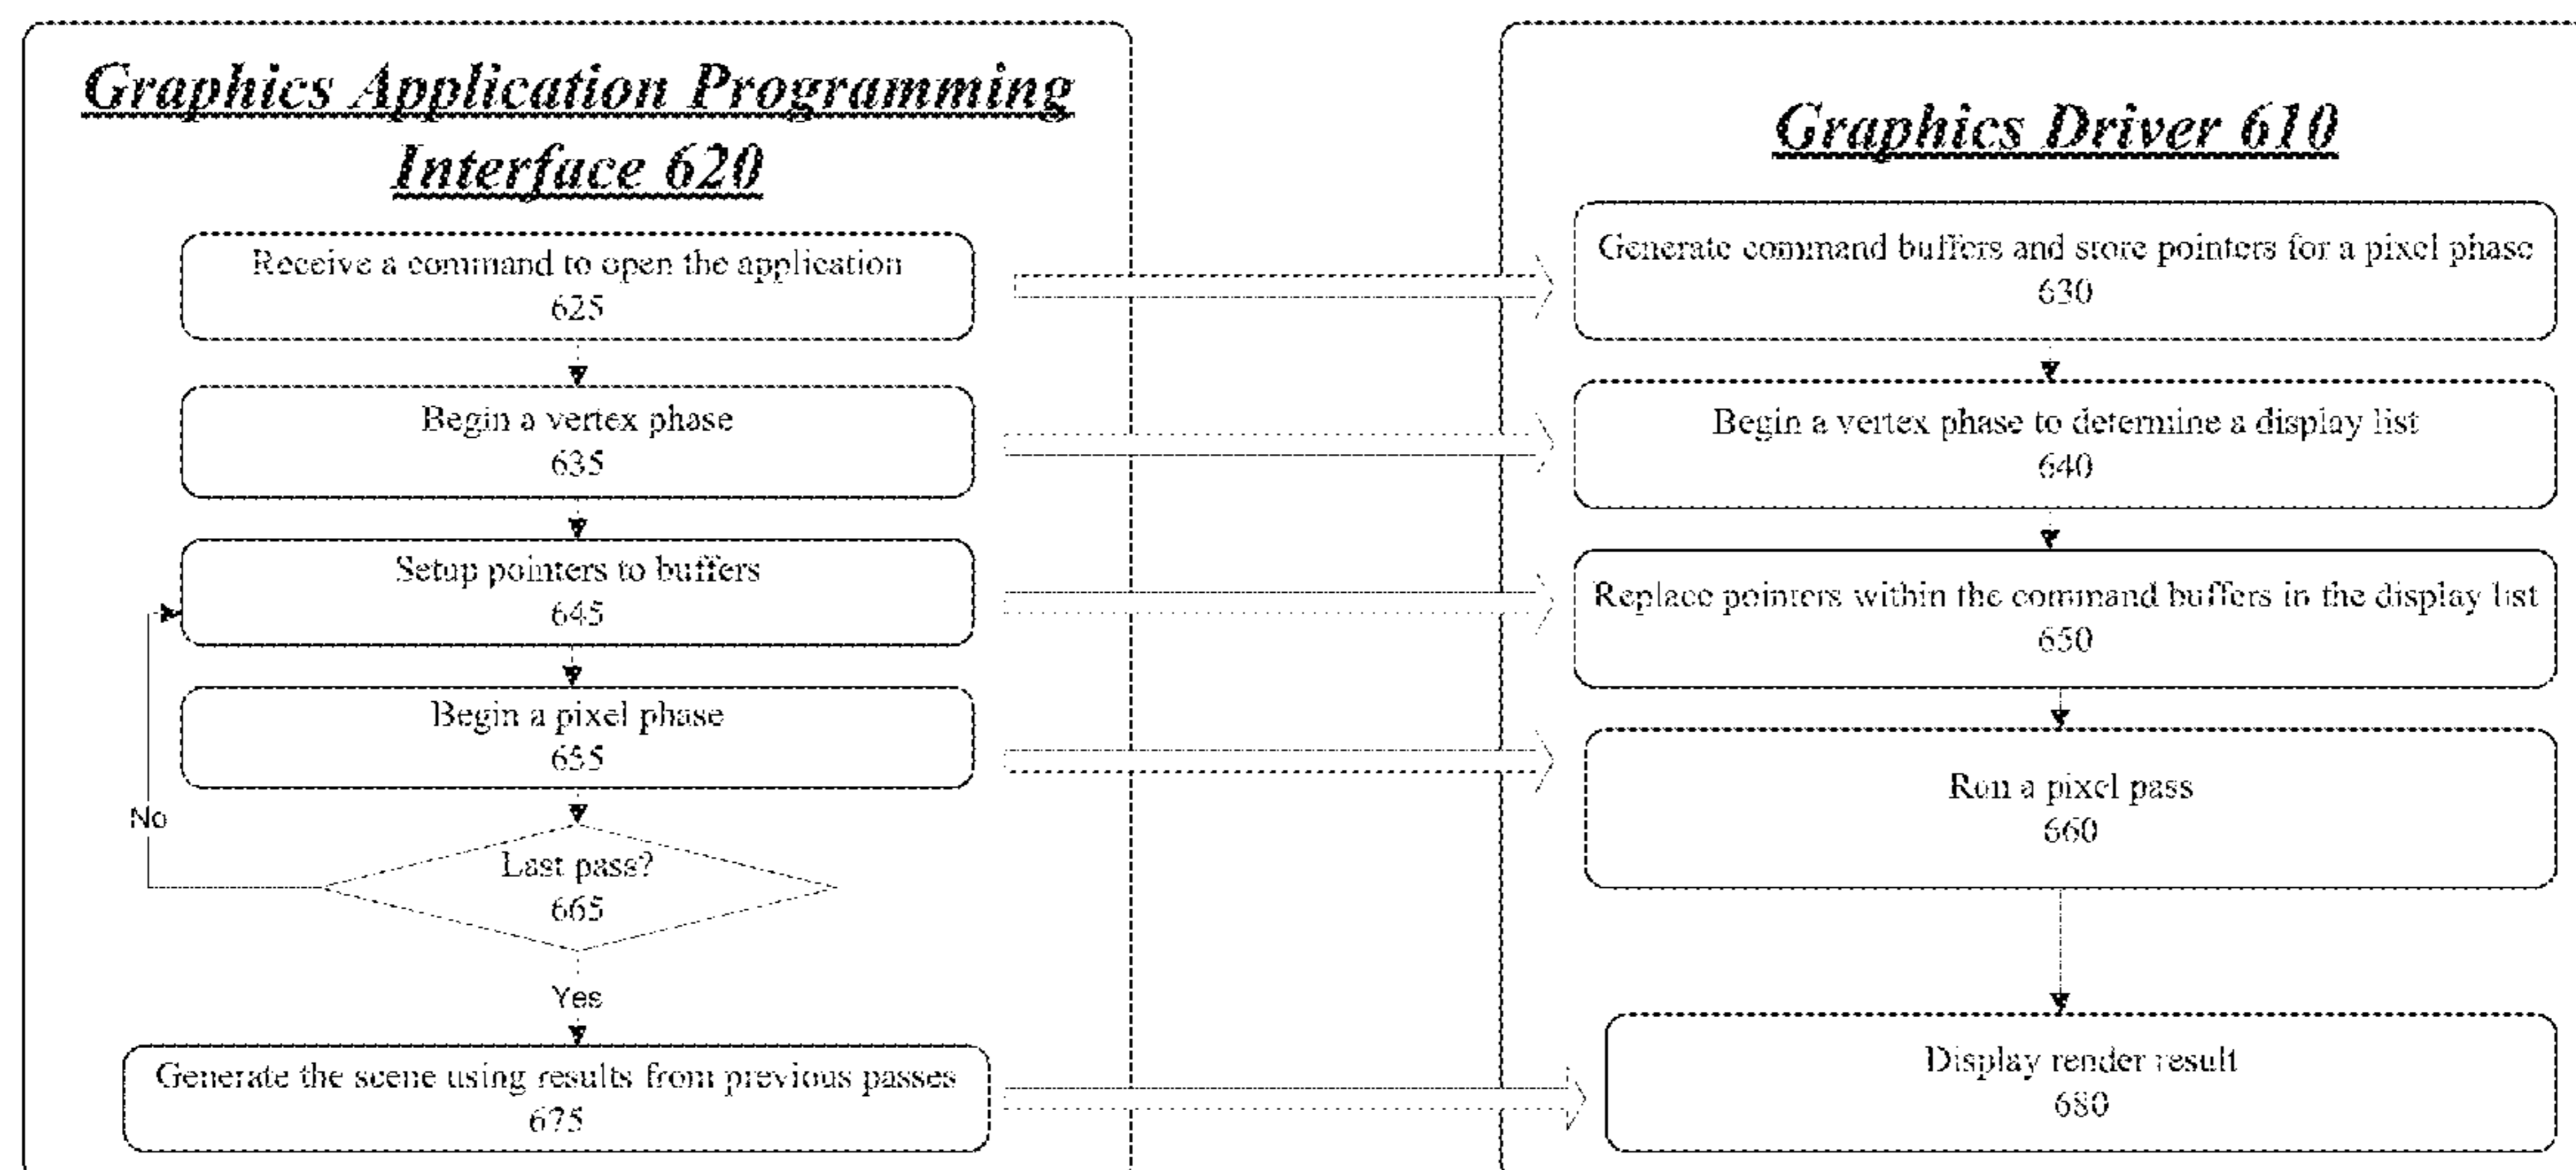 Graphics Application Programming
Interface 620
Receive a command to open the application
625
Begin a vertex phase
635
Setup pointers to buffers
645
Begin a pixel phase
655
No
Last pass?
665
Yes
Generate the scene using results from previous passes
675
Graphics Driver 610
Generate command buffers and store pointers for a pixel phase
630
Begin a vertex phase to determine a display list
640
Replace pointers within the command buffers in the display list
650
Run a pixel pass
660
Display render result
680